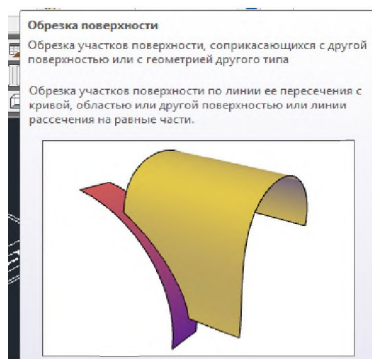 Обрезка поверхности
Обрезка участков поверхности, соприкасающихся с другой
поверхностью или с геометрией другого типа
Обрезка участков поверхности по линии ее пересечения с
кривой, областью или другой поверхностью или линии
рассечения на равные части.